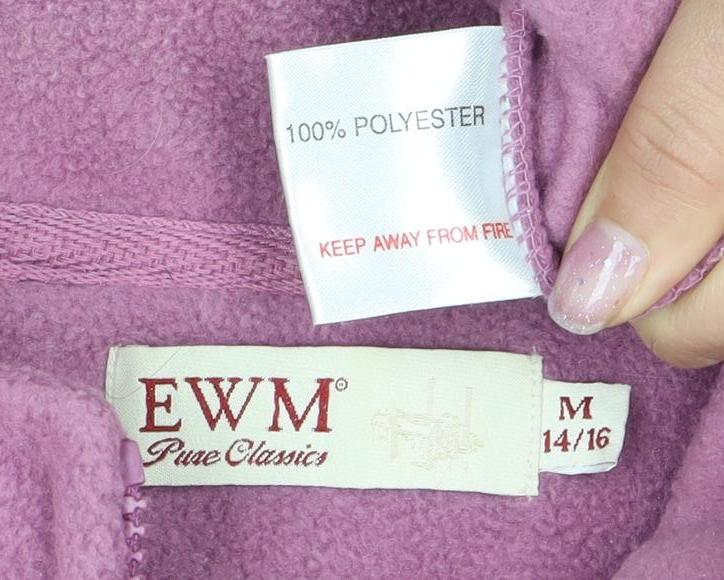 100% POLYESTER
KEEP AWAY FROM FIRE
EWM®
Pure Classics
M
14/16